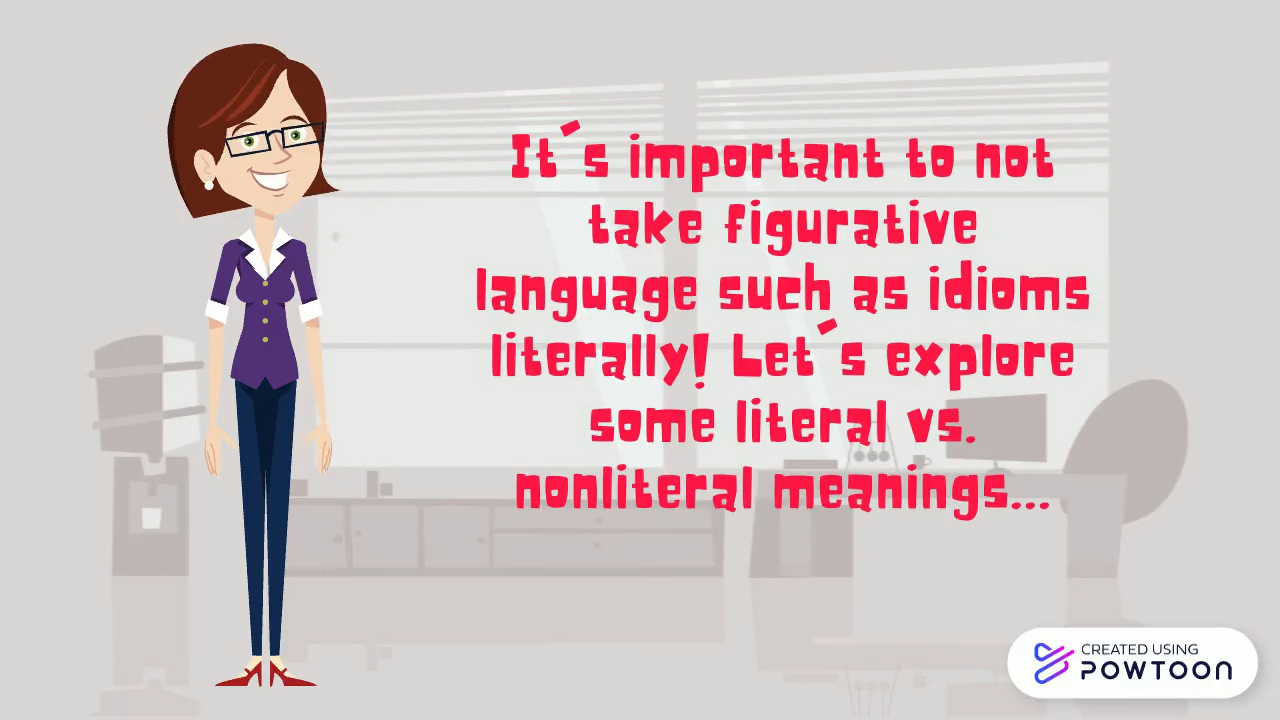 It´s important to not
take figurative
language such as idioms
literally! Let´s explore
some literal vs.
nonliteral meanings...
CREATED USING
POWTOON